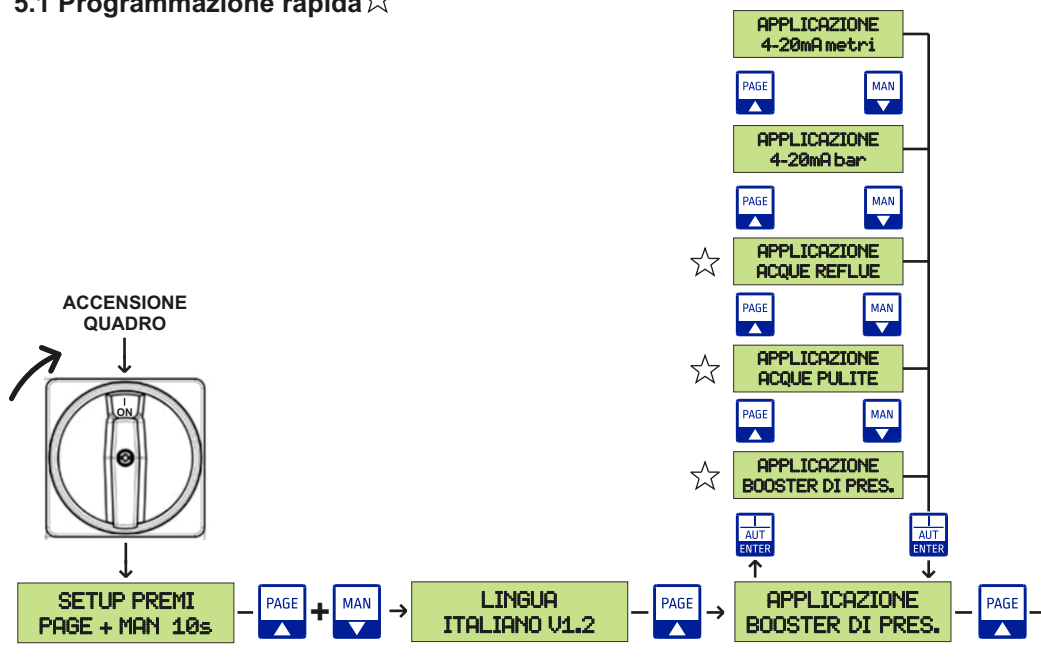 5.1 Programmazione rapida
APPLICAZIONE
4-20mA metri
PAGE
MAN
APPLICAZIONE
4-20mA bar
PAGE
MAN
APPLICAZIONE
ACQUE REFLUE
PAGE
MAN
APPLICAZIONE
ACQUE PULITE
PAGE
MAN
APPLICAZIONE
BOOSTER DI PRES.
I
AUT
ENTER
I
AUT
ENTER
ACCENSIONE
QUADRO
I
ON
SETUP PREMI
PAGE + MAN 10s
PAGE
+
MAN
LINGUA
ITALIANO V1.2
PAGE
APPLICAZIONE
BOOSTER DI PRES.
PAGE